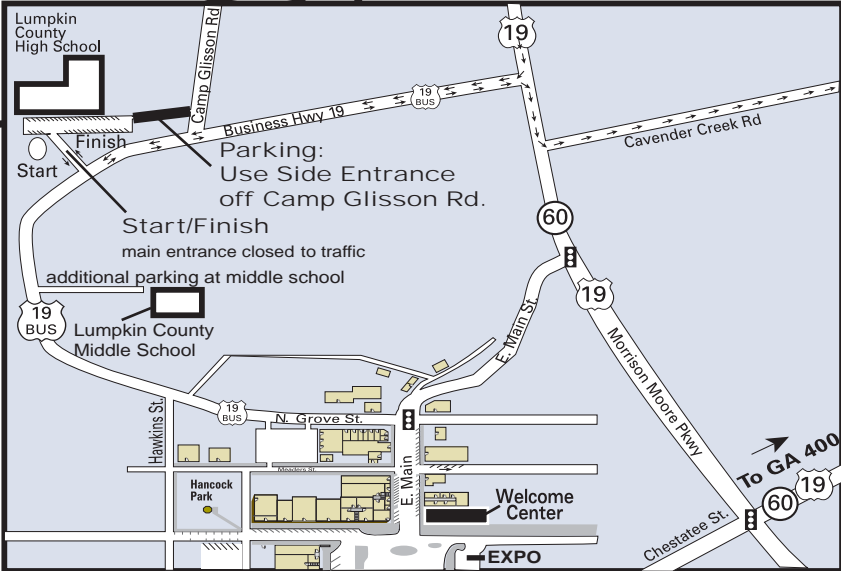 Lumpkin
County
High School
Camp Glisson Rd
19
19
BUS
Business Hwy 19
Cavender Creek Rd
Finish
Start
Parking:
Use Side Entrance
off Camp Glisson Rd.
Start/Finish
main entrance closed to traffic
additional parking at middle school
60
19
19
BUS
Lumpkin County
Middle School
E. Main St.
Morrison Moore Pkwy
Hawkins St.
19
BUS
N. Grove St.
Meaders St.
E. Main
Hancock
Park
Welcome
Center
To GA 400
60
19
Chestatee St.
EXPO